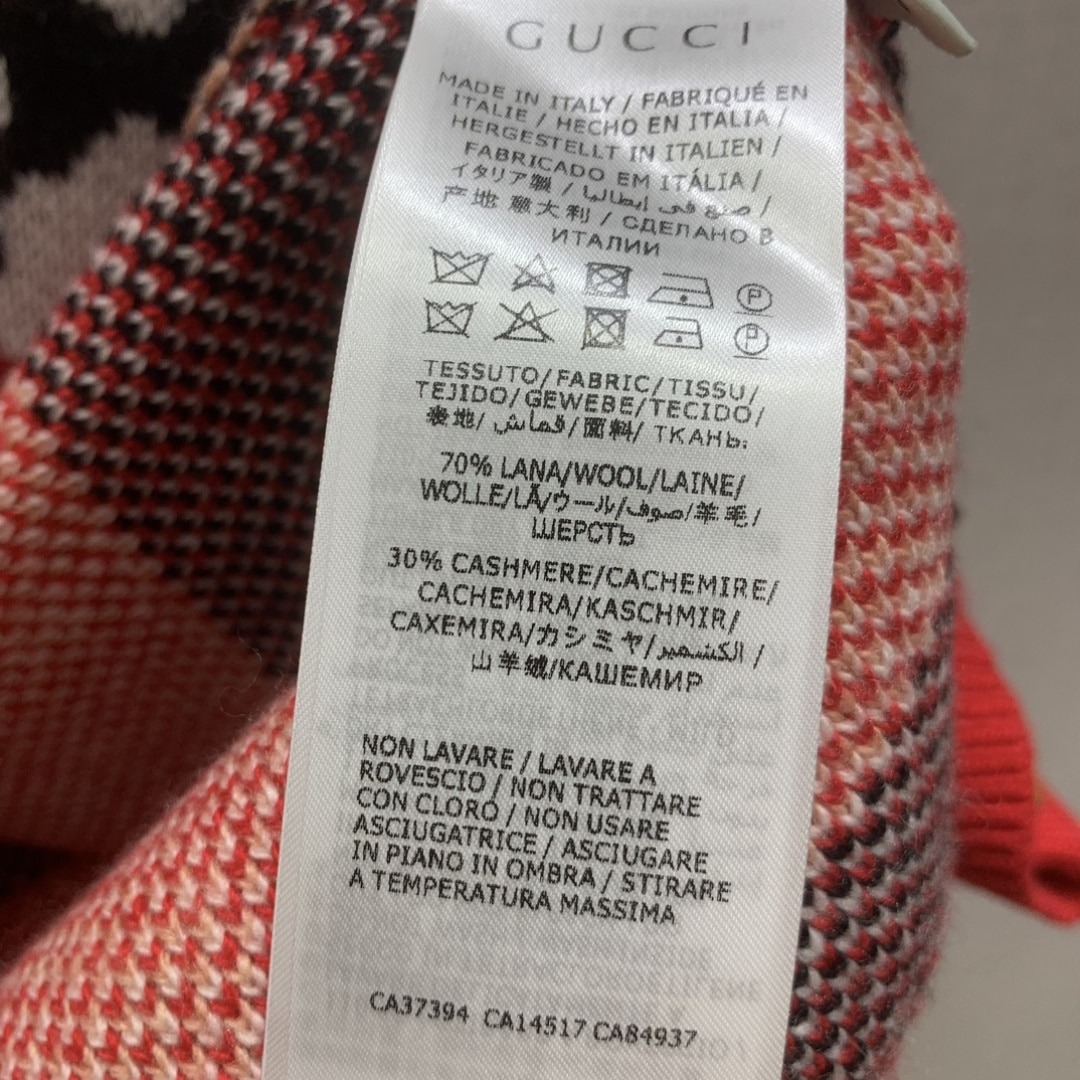 GUCCI
MADE IN ITALY / FABRIQUÉ EN
ITALIE / HECHO EN ITALIA /
HERGESTELLT IN ITALIEN /
FABRICADO EM ITÁLIA /
イタリア製 / صنع في إيطاليا /
产地 意大利 / СДЕЛАНО В
ИТАЛИИ
P
P
TESSUTO/FABRIC/TISSU/
TEJIDO/GEWEBE/TECIDO/
表地/ قماش/面料/ ТКАНЬ:
70% LANA/WOOL/LAINE/
WOLLE/LÃ/ウール/صوف/羊毛/
ШЕРСТЬ
30% CASHMERE/CACHEMIRE/
CACHEMIRA/KASCHMIR/
CAXEMIRA/カシミヤ/الكشمير /
山羊绒/КАШЕМИР
NON LAVARE / LAVARE A
ROVESCIO / NON TRATTARE
CON CLORO / NON USARE
ASCIUGATRICE / ASCIUGARE
IN PIANO IN OMBRA / STIRARE
A TEMPERATURA MASSIMA
CA37394 CA14517 CA84937